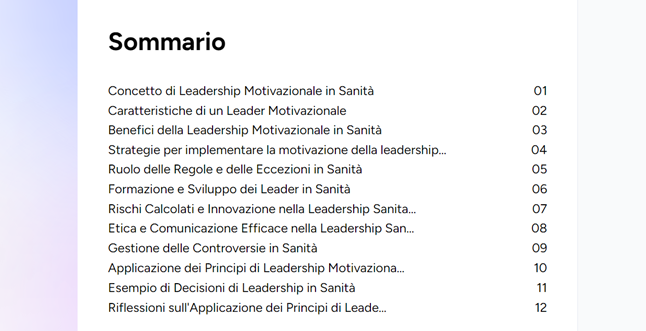 Sommario
Concetto di Leadership Motivazionale in Sanità 01
Caratteristiche di un Leader Motivazionale 02
Benefici della Leadership Motivazionale in Sanità 03
Strategie per implementare la motivazione della leadership... 04
Ruolo delle Regole e delle Eccezioni in Sanità 05
Formazione e Sviluppo dei Leader in Sanità 06
Rischi Calcolati e Innovazione nella Leadership Sanita... 07
Etica e Comunicazione Efficace nella Leadership San... 08
Gestione delle Controversie in Sanità 09
Applicazione dei Principi di Leadership Motivaziona... 10
Esempio di Decisioni di Leadership in Sanità 11
Riflessioni sull'Applicazione dei Principi di Leade... 12